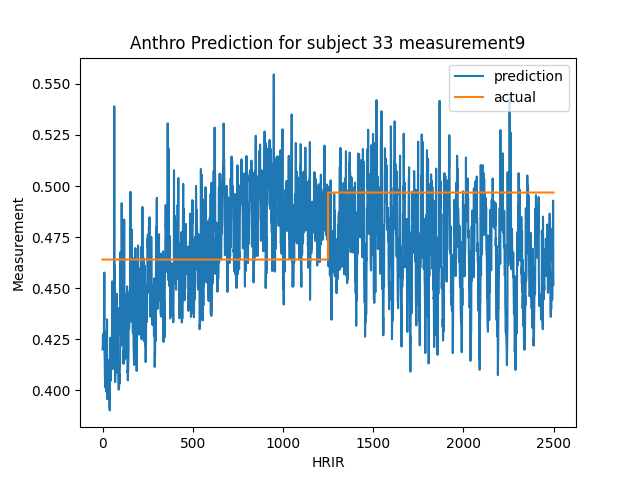 Anthro Prediction for subject 33 measurement9
prediction
actual
Measurement
0.550
0.525
0.500
0.475
0.450
0.425
0.400
0
500
1000
1500
2000
2500
HRIR